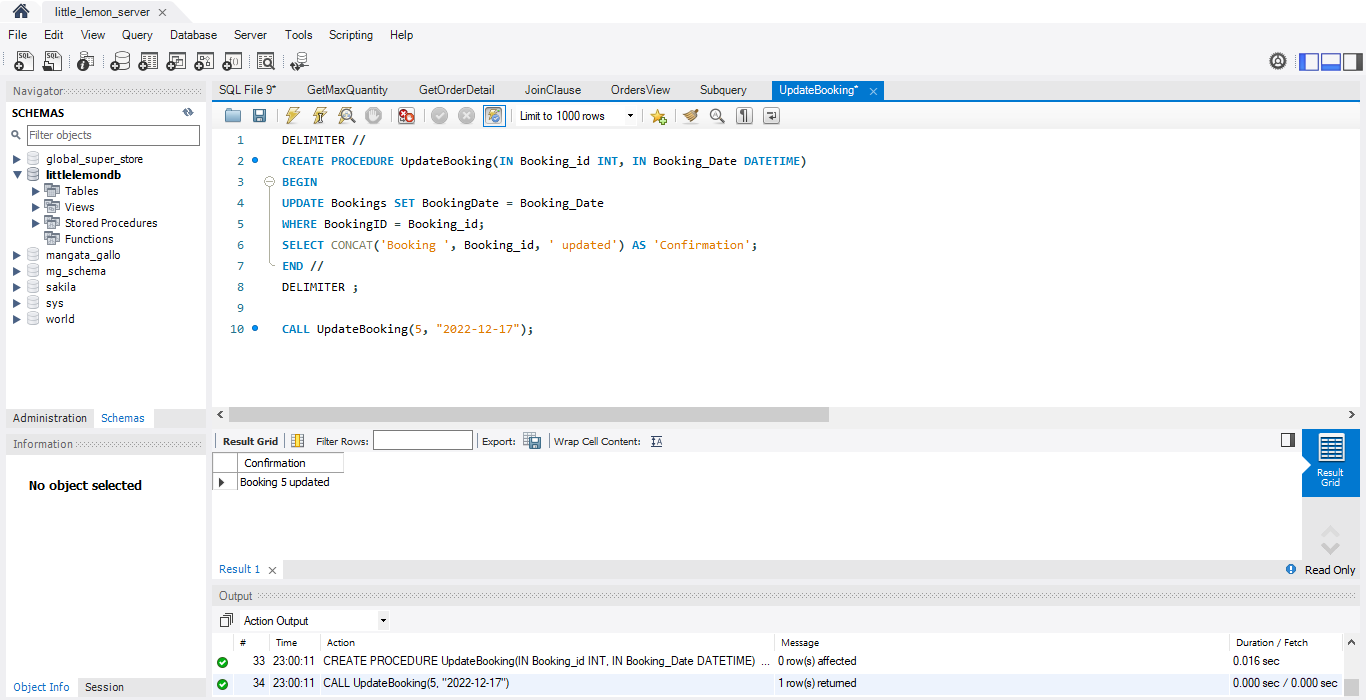 little_lemon_server
File Edit View Query Database Server Tools Scripting Help
Navigator
SCHEMAS
Filter objects
global_super_store
littlelemondb
Tables
Views
Stored Procedures
Functions
mangata_gallo
mg_schema
sakila
sys
world
Administration Schemas
Information
No object selected
Object Info Session
SQL File 9* GetMaxQuantity GetOrderDetail JoinClause OrdersView Subquery UpdateBooking*
Limit to 1000 rows
1 DELIMITER //
2 CREATE PROCEDURE UpdateBooking(IN Booking_id INT, IN Booking_Date DATETIME)
3 BEGIN
4 UPDATE Bookings SET BookingDate = Booking_Date
5 WHERE BookingID = Booking_id;
6 SELECT CONCAT('Booking ', Booking_id, ' updated') AS 'Confirmation';
7 END //
8 DELIMITER ;
9
10 CALL UpdateBooking(5, "2022-12-17");
Result Grid Filter Rows: Export: Wrap Cell Content:
Confirmation
Booking 5 updated
Result Grid
Result 1
Read Only
Output
Action Output
# Time Action Message Duration / Fetch
33 23:00:11 CREATE PROCEDURE UpdateBooking(IN Booking_id INT, IN Booking_Date DATETIME) ... 0 row(s) affected 0.016 sec
34 23:00:11 CALL UpdateBooking(5, "2022-12-17") 1 row(s) returned 0.000 sec / 0.000 sec